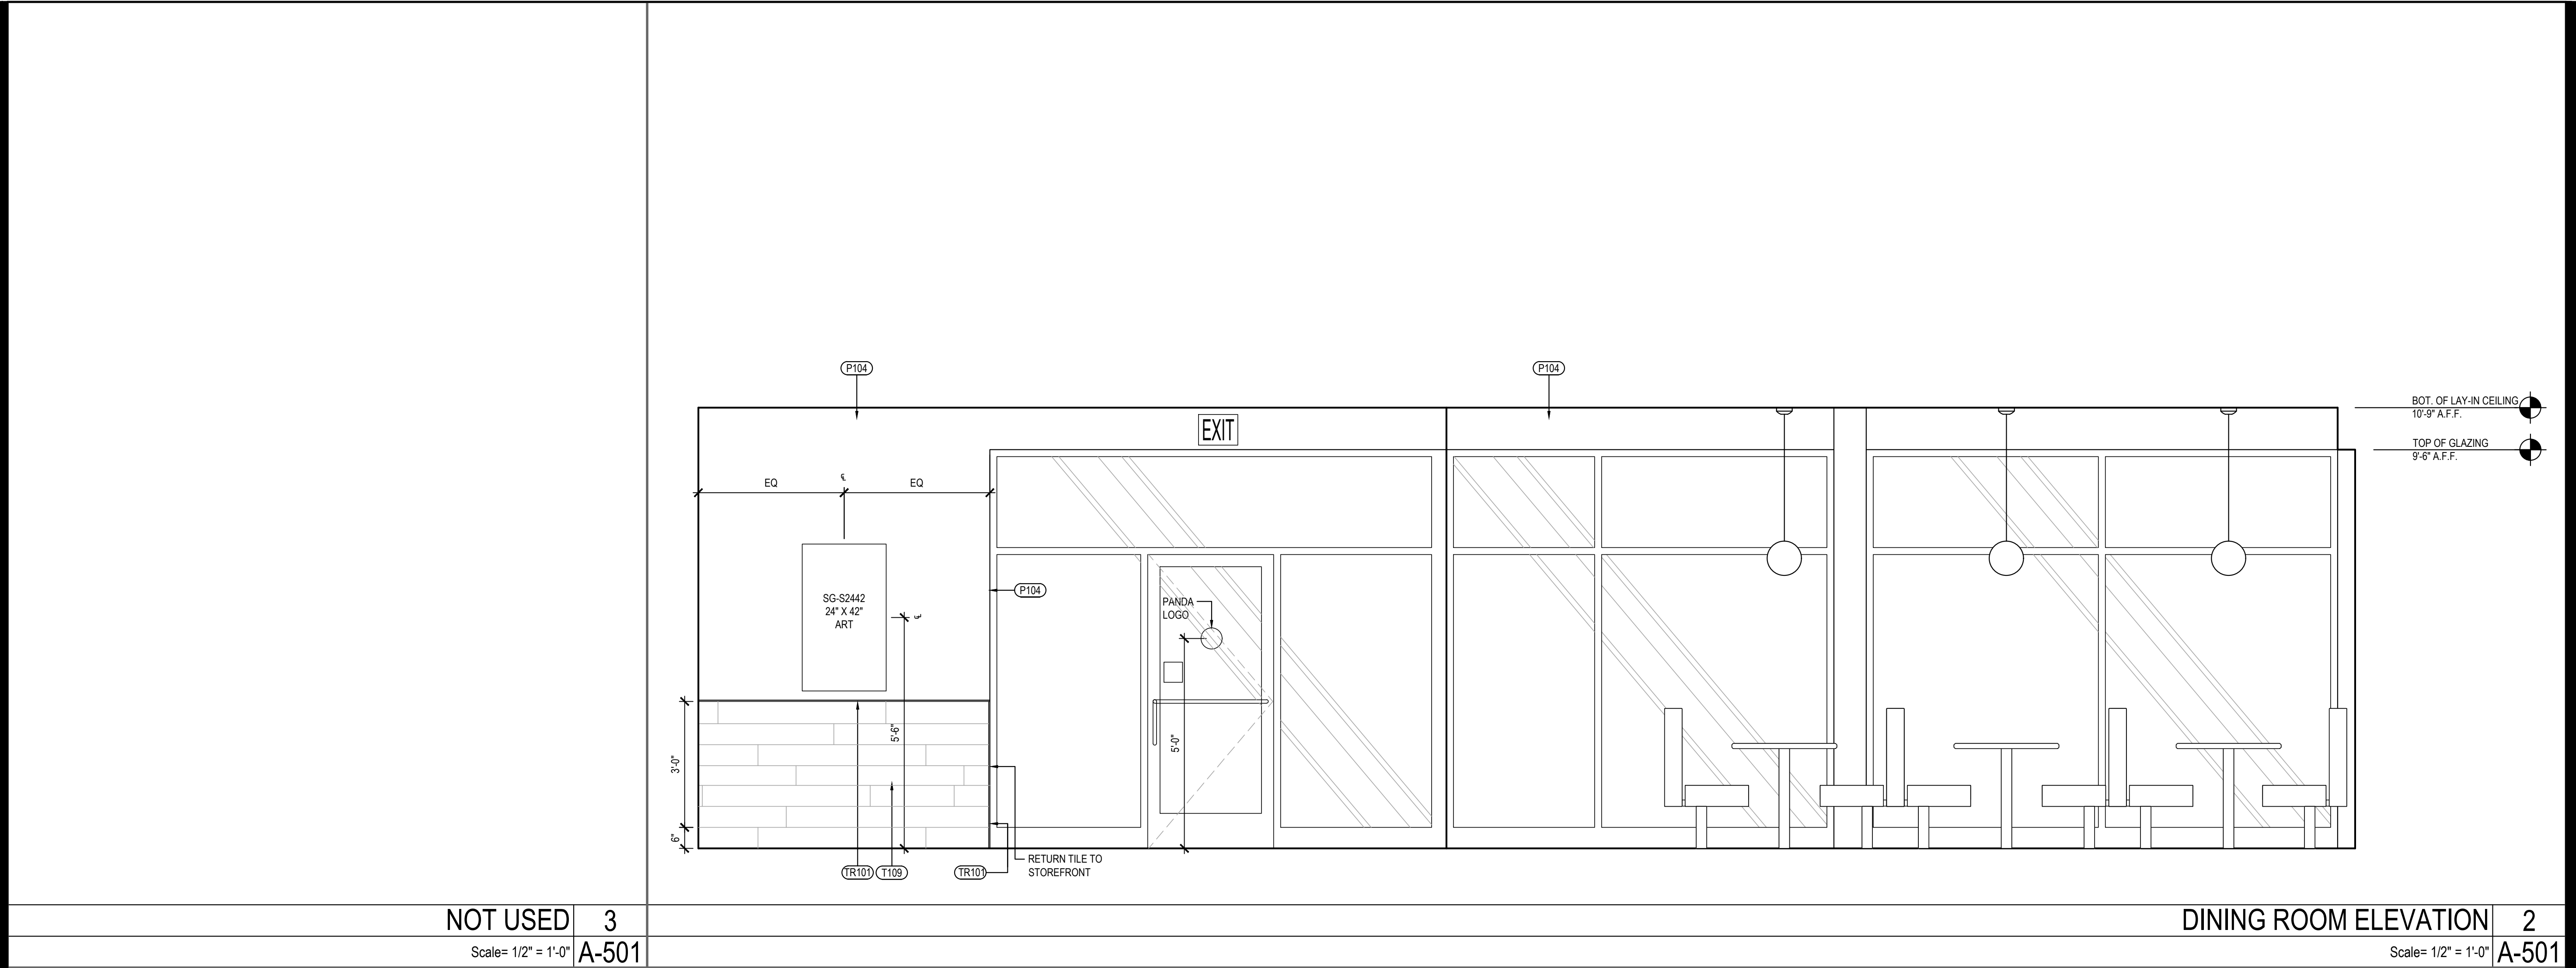 P104
P104
BOT. OF LAY-IN CEILING
10'-9" A.F.F.
EXIT
TOP OF GLAZING
9'-6" A.F.F.
EQ
℄
EQ
SG-S2442
24" X 42"
ART
P104
℄
PANDA
LOGO
5'-6"
5'-0"
3'-0"
6"
RETURN TILE TO
STOREFRONT
TR101
T109
TR101
NOT USED 3
Scale= 1/2" = 1'-0" A-501
DINING ROOM ELEVATION 2
Scale= 1/2" = 1'-0" A-501